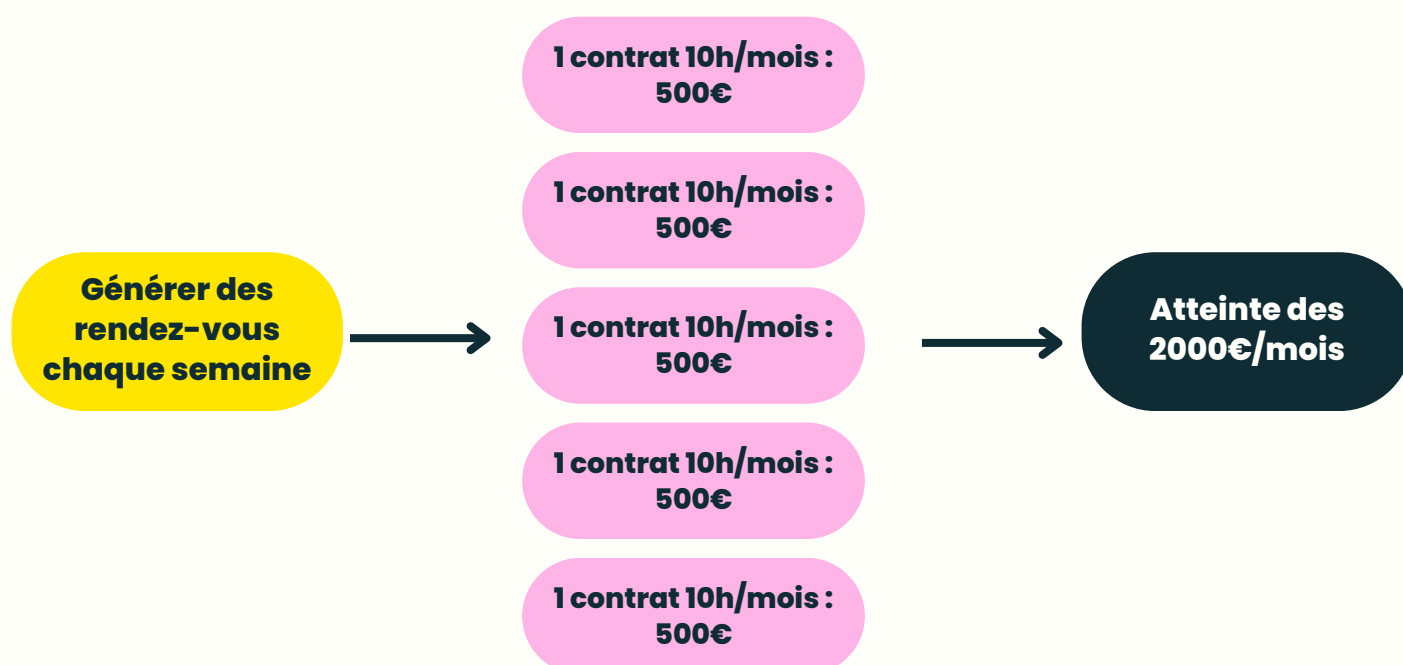 1 contrat 10h/mois :
500€
1 contrat 10h/mois :
500€
Générer des
rendez-vous
chaque semaine
1 contrat 10h/mois :
500€
Atteinte des
2000€/mois
1 contrat 10h/mois :
500€
1 contrat 10h/mois :
500€